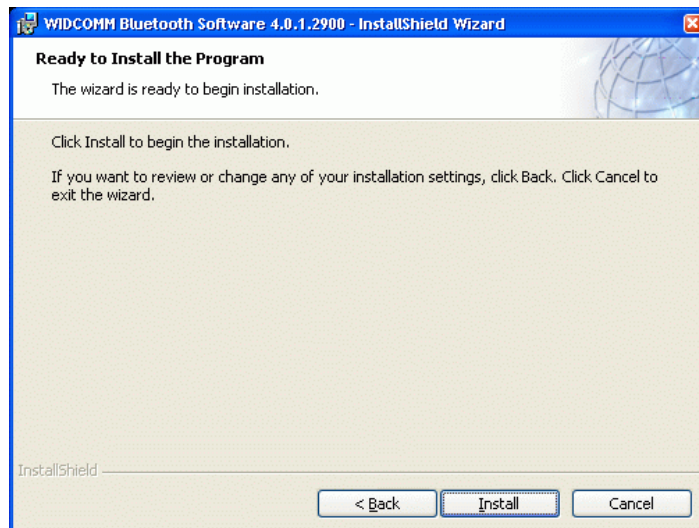 WIDCOMM Bluetooth Software 4.0.1.2900 - InstallShield Wizard
Ready to Install the Program
The wizard is ready to begin installation.
Click Install to begin the installation.
If you want to review or change any of your installation settings, click Back. Click Cancel to
exit the wizard.
InstallShield
< Back
Install
Cancel